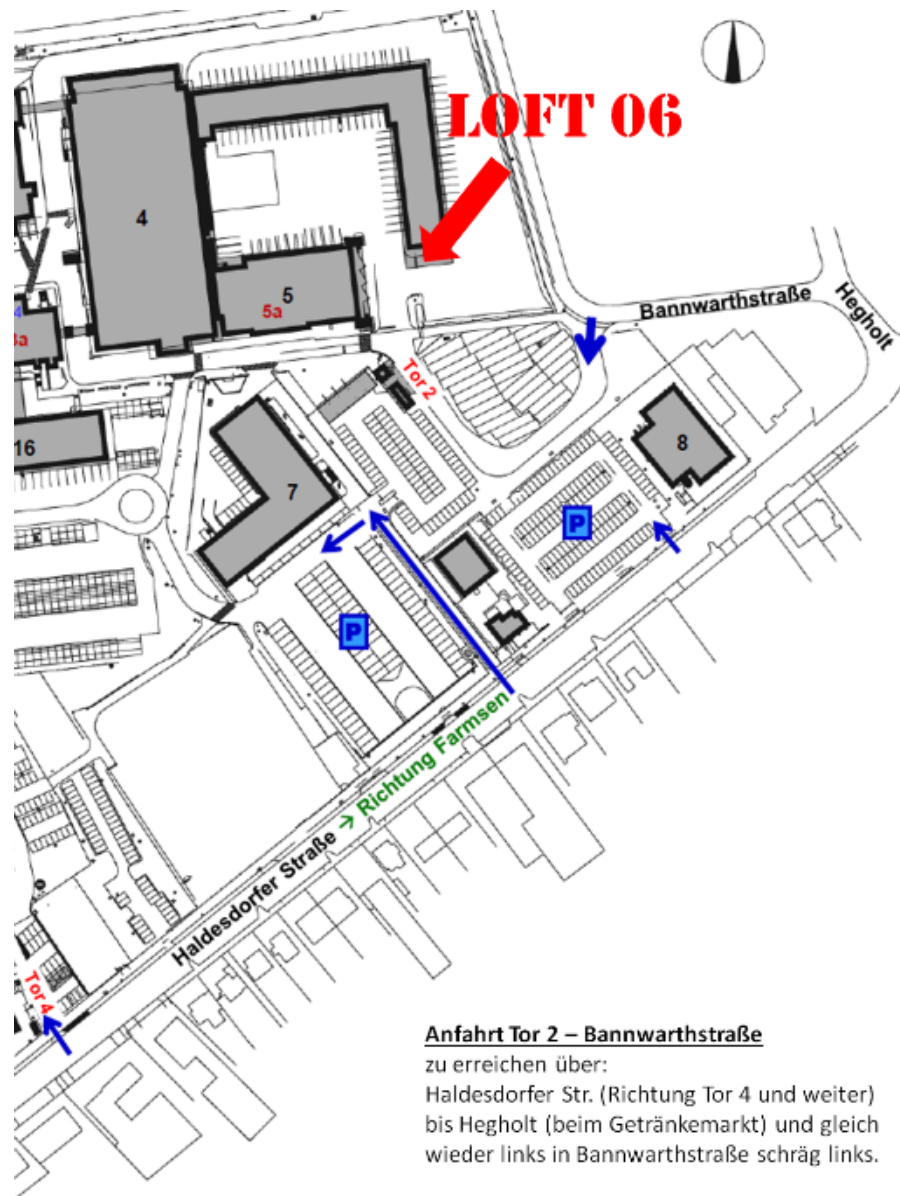 LOFT 06
4
5
5a
Bannwarthstraße
Hegholt
4
8a
Tor 2
16
7
8
P
P
Haldesdorfer Straße → Richtung Farmsen
Tor 4
Anfahrt Tor 2 – Bannwarthstraße
zu erreichen über:
Haldesdorfer Str. (Richtung Tor 4 und weiter)
bis Hegholt (beim Getränkemarkt) und gleich
wieder links in Bannwarthstraße schräg links.